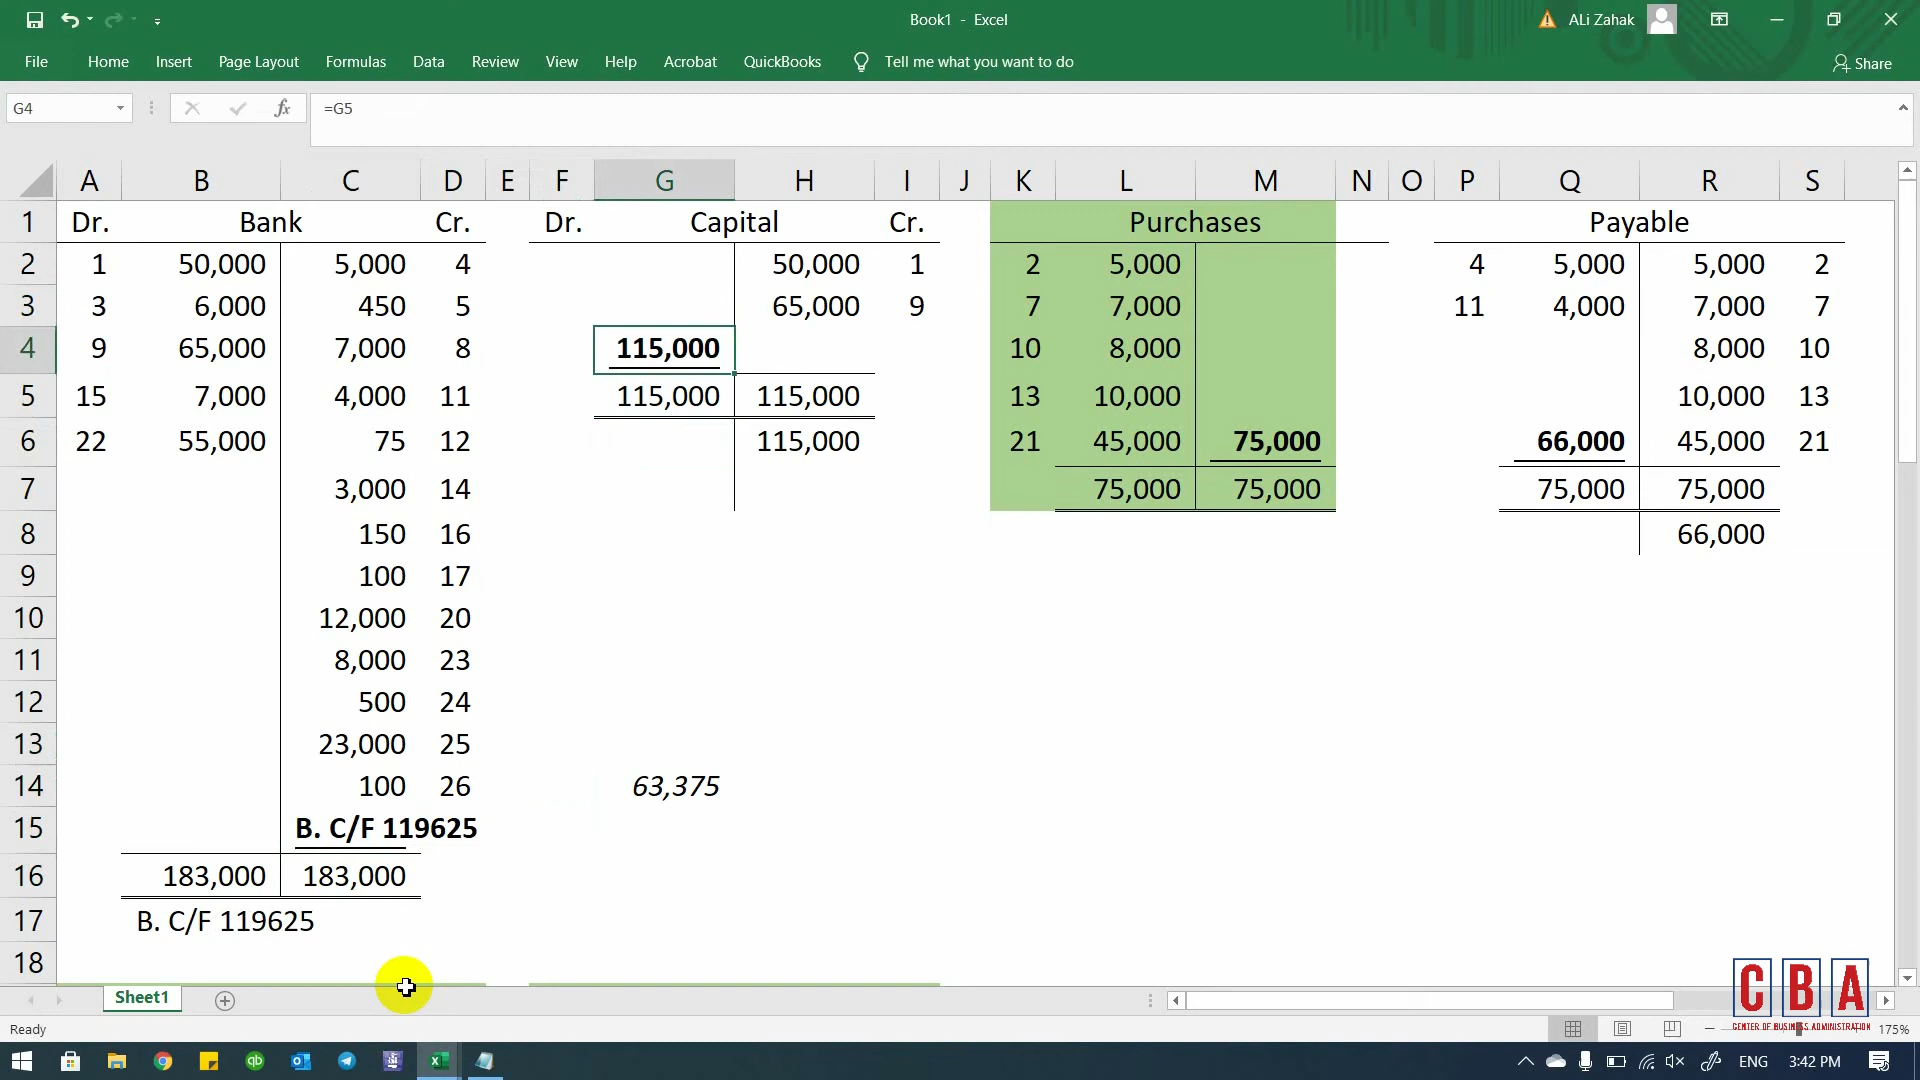 Book1 - Excel
ALi Zahak
File Home Insert Page Layout Formulas Data Review View Help Acrobat QuickBooks Tell me what you want to do Share
G4 fx =G5
A B C D E F G H I J K L M N O P Q R S
1 Dr. Bank Cr. Dr. Capital Cr. Purchases Payable
2 1 50,000 5,000 4 50,000 1 2 5,000 4 5,000 5,000 2
3 3 6,000 450 5 65,000 9 7 7,000 11 4,000 7,000 7
4 9 65,000 7,000 8 115,000 10 8,000 8,000 10
5 15 7,000 4,000 11 115,000 115,000 13 10,000 10,000 13
6 22 55,000 75 12 115,000 21 45,000 75,000 66,000 45,000 21
7 3,000 14 75,000 75,000 75,000 75,000
8 150 16 66,000
9 100 17
10 12,000 20
11 8,000 23
12 500 24
13 23,000 25
14 100 26 63,375
15 B. C/F 119625
16 183,000 183,000
17 B. C/F 119625
18
CBA
CENTER OF BUSINESS ADMINISTRATION
Sheet1
Ready 175%
ENG 3:42 PM